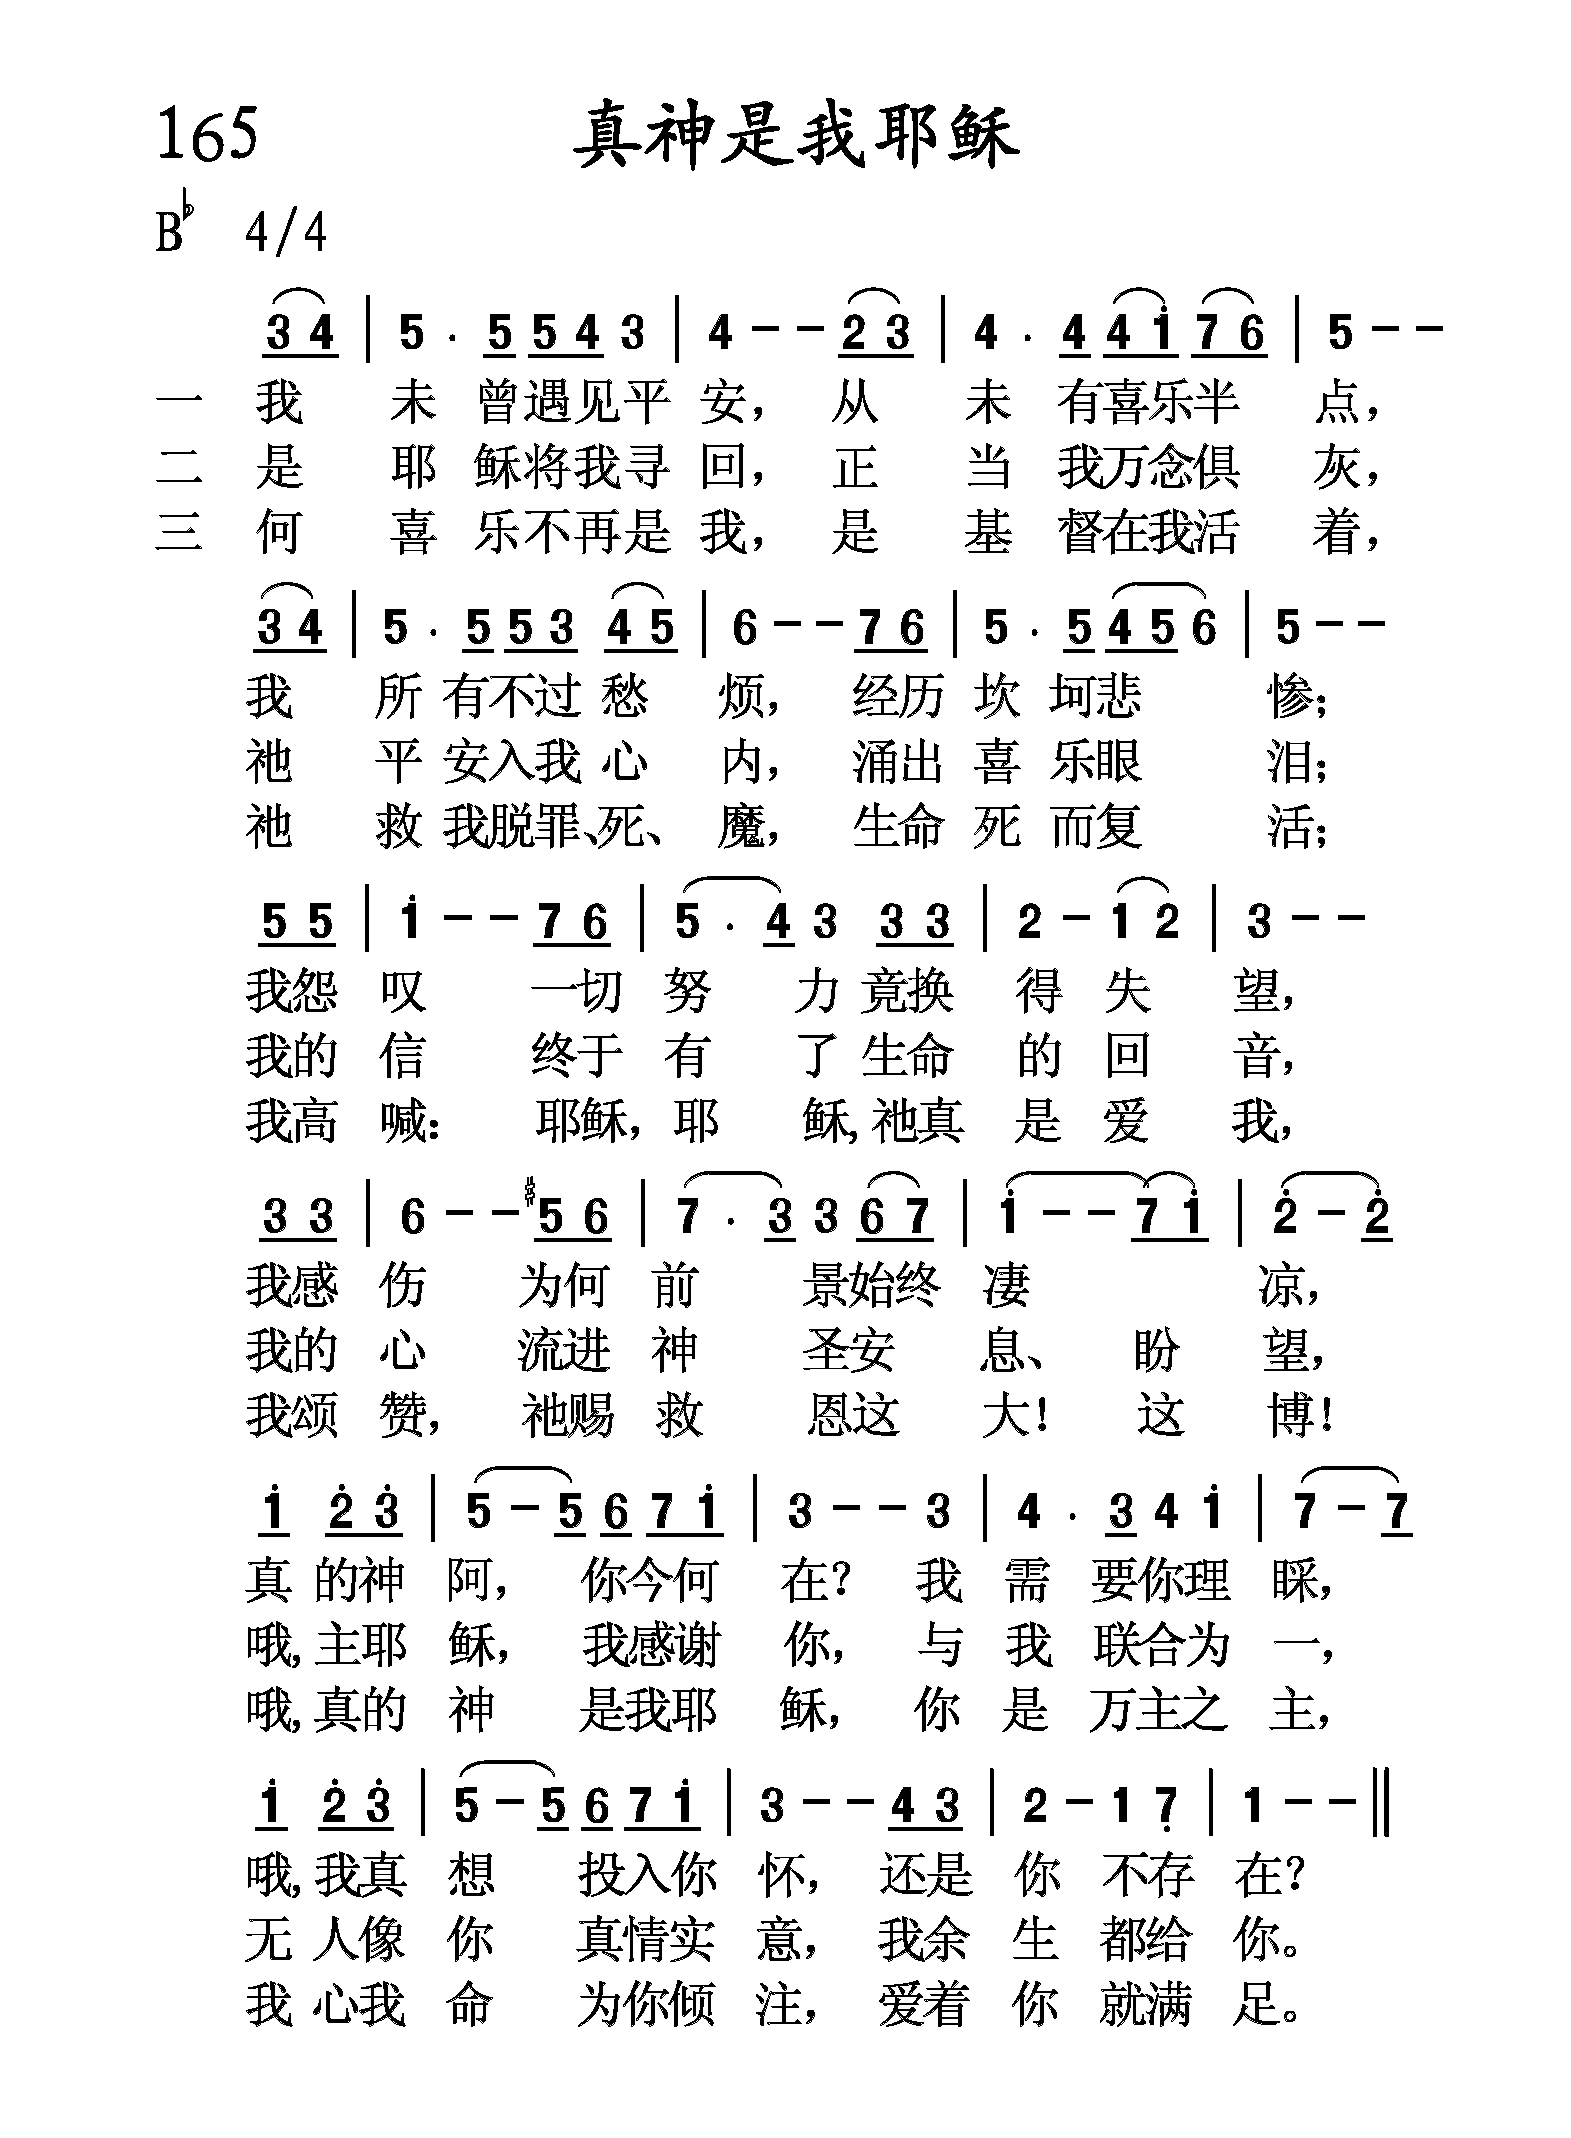 165 真神是我耶稣
B♭ 4/4
3 4 | 5 . 5 5 4 3 | 4 - - 2 3 | 4 . 4 4 1̇ 7 6 | 5 - -
一 我 未 曾遇见平 安， 从 未 有喜乐半 点，
二 是 耶 稣将我寻 回， 正 当 我万念俱 灰，
三 何 喜 乐不再是 我， 是 基 督在我活 着，
3 4 | 5 . 5 5 3 4 5 | 6 - - 7 6 | 5 . 5 4 5 6 | 5 - -
我 所 有不过 愁 烦， 经历 坎 坷悲 惨；
祂 平 安入我 心 内， 涌出 喜 乐眼 泪；
祂 救 我脱罪、死、 魔， 生命 死 而复 活；
5 5 | 1̇ - - 7 6 | 5 . 4 3 3 3 | 2 - 1 2 | 3 - -
我怨 叹 一切 努 力 竟换 得 失 望，
我的 信 终于 有 了 生命 的 回 音，
我高 喊： 耶稣， 耶 稣，祂真 是 爱 我，
3 3 | 6 - - #5 6 | 7 . 3 3 6 7 | 1̇ - - 7 1̇ | 2̇ - 2̇
我感 伤 为何 前 景始终 凄 凉，
我的 心 流进 神 圣安 息、 盼 望，
我颂 赞， 祂赐 救 恩这 大！ 这 博！
1̇ 2̇ 3̇ | 5 - 5 6 7 1̇ | 3 - - 3 | 4 . 3 4 1̇ | 7 - 7
真 的神 阿， 你今何 在？ 我 需 要你理 睬，
哦，主耶 稣， 我感谢 你， 与 我 联合为 一，
哦，真的 神 是我耶 稣， 你 是 万主之 主，
1̇ 2̇ 3̇ | 5 - 5 6 7 1̇ | 3 - - 4 3 | 2 - 1 7̣ | 1 - - ‖
哦，我真 想 投入你 怀， 还是 你 不存 在？
无 人像 你 真情实 意， 我余 生 都给 你。
我 心我 命 为你倾 注， 爱着 你 就满 足。